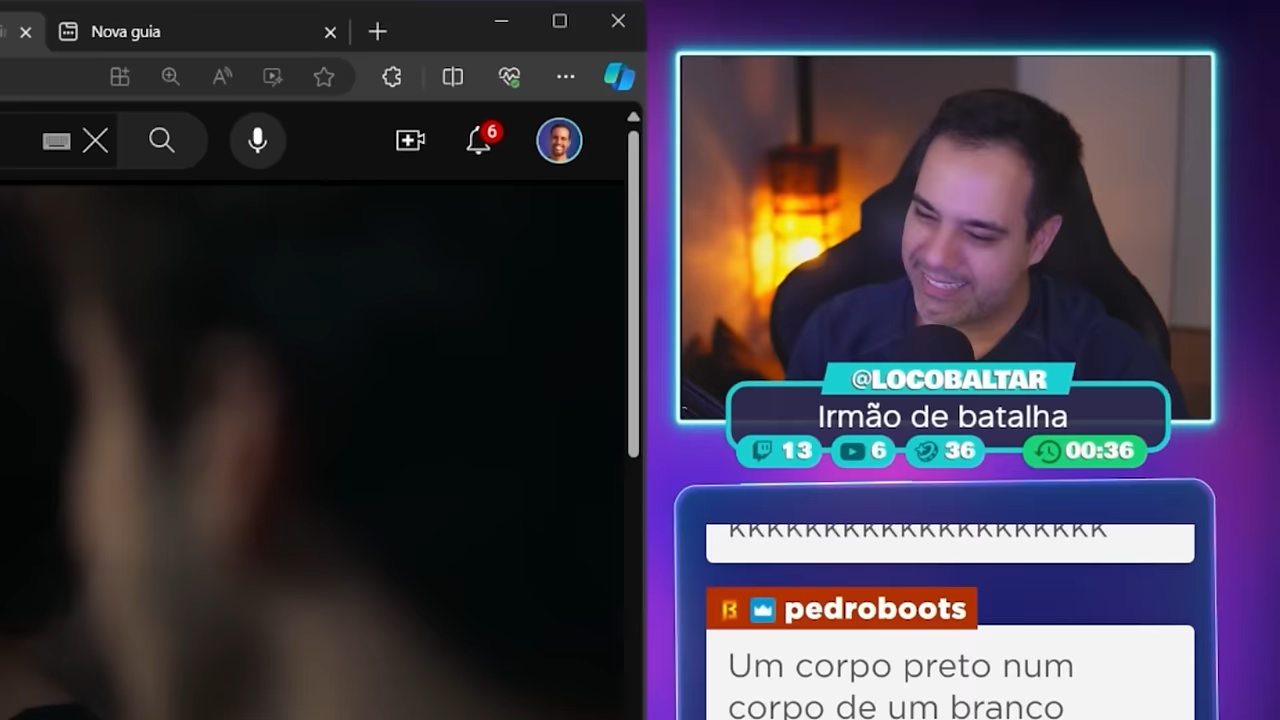 Nova guia
6
@LOCOBALTAR
Irmão de batalha
13
6
36
00:36
KKKKKKKKKKKKKKKKKKKK
pedroboots
Um corpo preto num
corpo de um branco